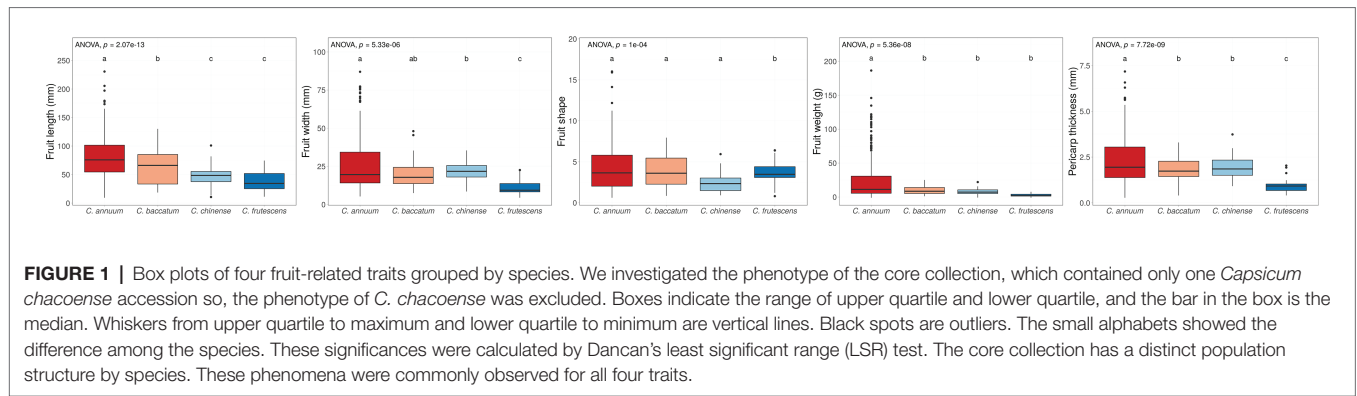 ANOVA, p = 2.07e-13
a b c c
Fruit length (mm)
250
200
150
100
50
0
C. annuum C. baccatum C. chinense C. frutescens
ANOVA, p = 5.33e-06
a ab b c
Fruit width (mm)
100
75
50
25
0
C. annuum C. baccatum C. chinense C. frutescens
ANOVA, p = 1e-04
a a a b
Fruit shape
20
15
10
5
0
C. annuum C. baccatum C. chinense C. frutescens
ANOVA, p = 5.36e-08
a b b b
Fruit weight (g)
200
150
100
50
0
C. annuum C. baccatum C. chinense C. frutescens
ANOVA, p = 7.72e-09
a b b c
Pericarp thickness (mm)
7.5
5.0
2.5
0.0
C. annuum C. baccatum C. chinense C. frutescens
FIGURE 1 | Box plots of four fruit-related traits grouped by species. We investigated the phenotype of the core collection, which contained only one Capsicum
chacoense accession so, the phenotype of C. chacoense was excluded. Boxes indicate the range of upper quartile and lower quartile, and the bar in the box is the
median. Whiskers from upper quartile to maximum and lower quartile to minimum are vertical lines. Black spots are outliers. The small alphabets showed the
difference among the species. These significances were calculated by Dancan's least significant range (LSR) test. The core collection has a distinct population
structure by species. These phenomena were commonly observed for all four traits.